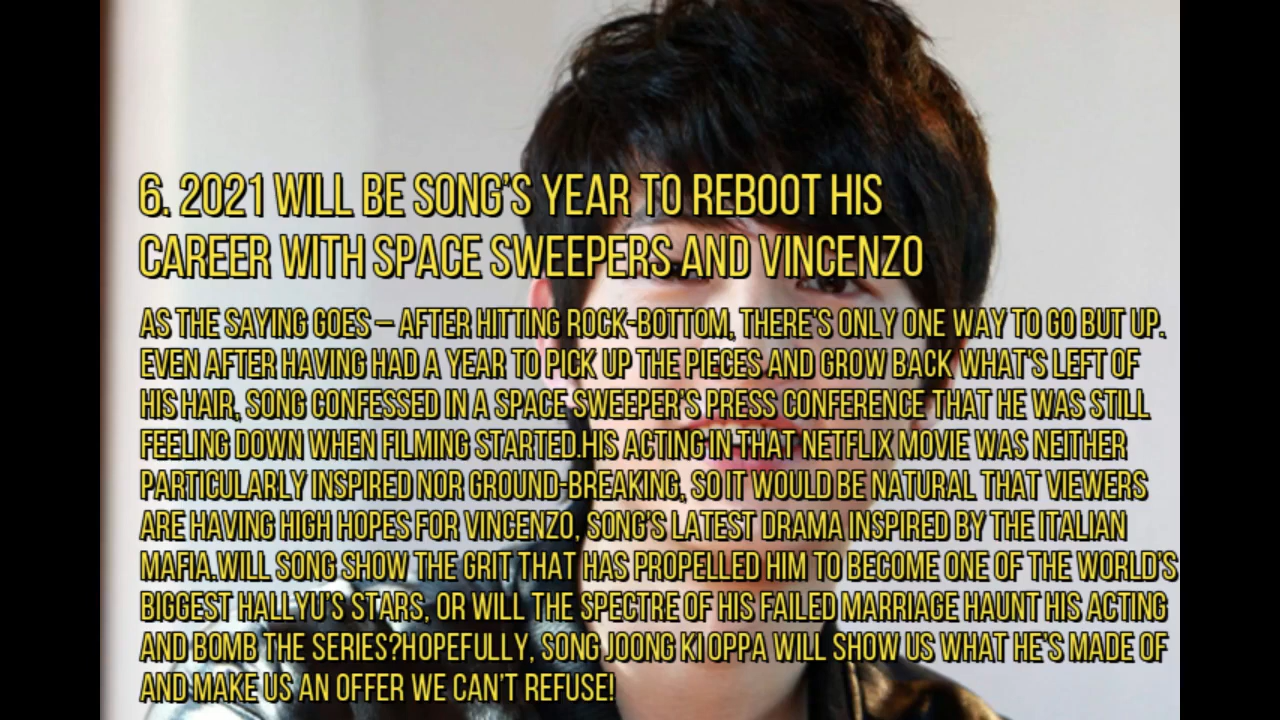 6. 2021 WILL BE SONG'S YEAR TO REBOOT HIS
CAREER WITH SPACE SWEEPERS AND VINCENZO
AS THE SAYING GOES – AFTER HITTING ROCK-BOTTOM, THERE'S ONLY ONE WAY TO GO BUT UP.
EVEN AFTER HAVING HAD A YEAR TO PICK UP THE PIECES AND GROW BACK WHAT'S LEFT OF
HIS HAIR, SONG CONFESSED IN A SPACE SWEEPER'S PRESS CONFERENCE THAT HE WAS STILL
FEELING DOWN WHEN FILMING STARTED.HIS ACTING IN THAT NETFLIX MOVIE WAS NEITHER
PARTICULARLY INSPIRED NOR GROUND-BREAKING, SO IT WOULD BE NATURAL THAT VIEWERS
ARE HAVING HIGH HOPES FOR VINCENZO, SONG'S LATEST DRAMA INSPIRED BY THE ITALIAN
MAFIA.WILL SONG SHOW THE GRIT THAT HAS PROPELLED HIM TO BECOME ONE OF THE WORLD'S
BIGGEST HALLYU'S STARS, OR WILL THE SPECTRE OF HIS FAILED MARRIAGE HAUNT HIS ACTING
AND BOMB THE SERIES?HOPEFULLY, SONG JOONG KI OPPA WILL SHOW US WHAT HE'S MADE OF
AND MAKE US AN OFFER WE CAN'T REFUSE!